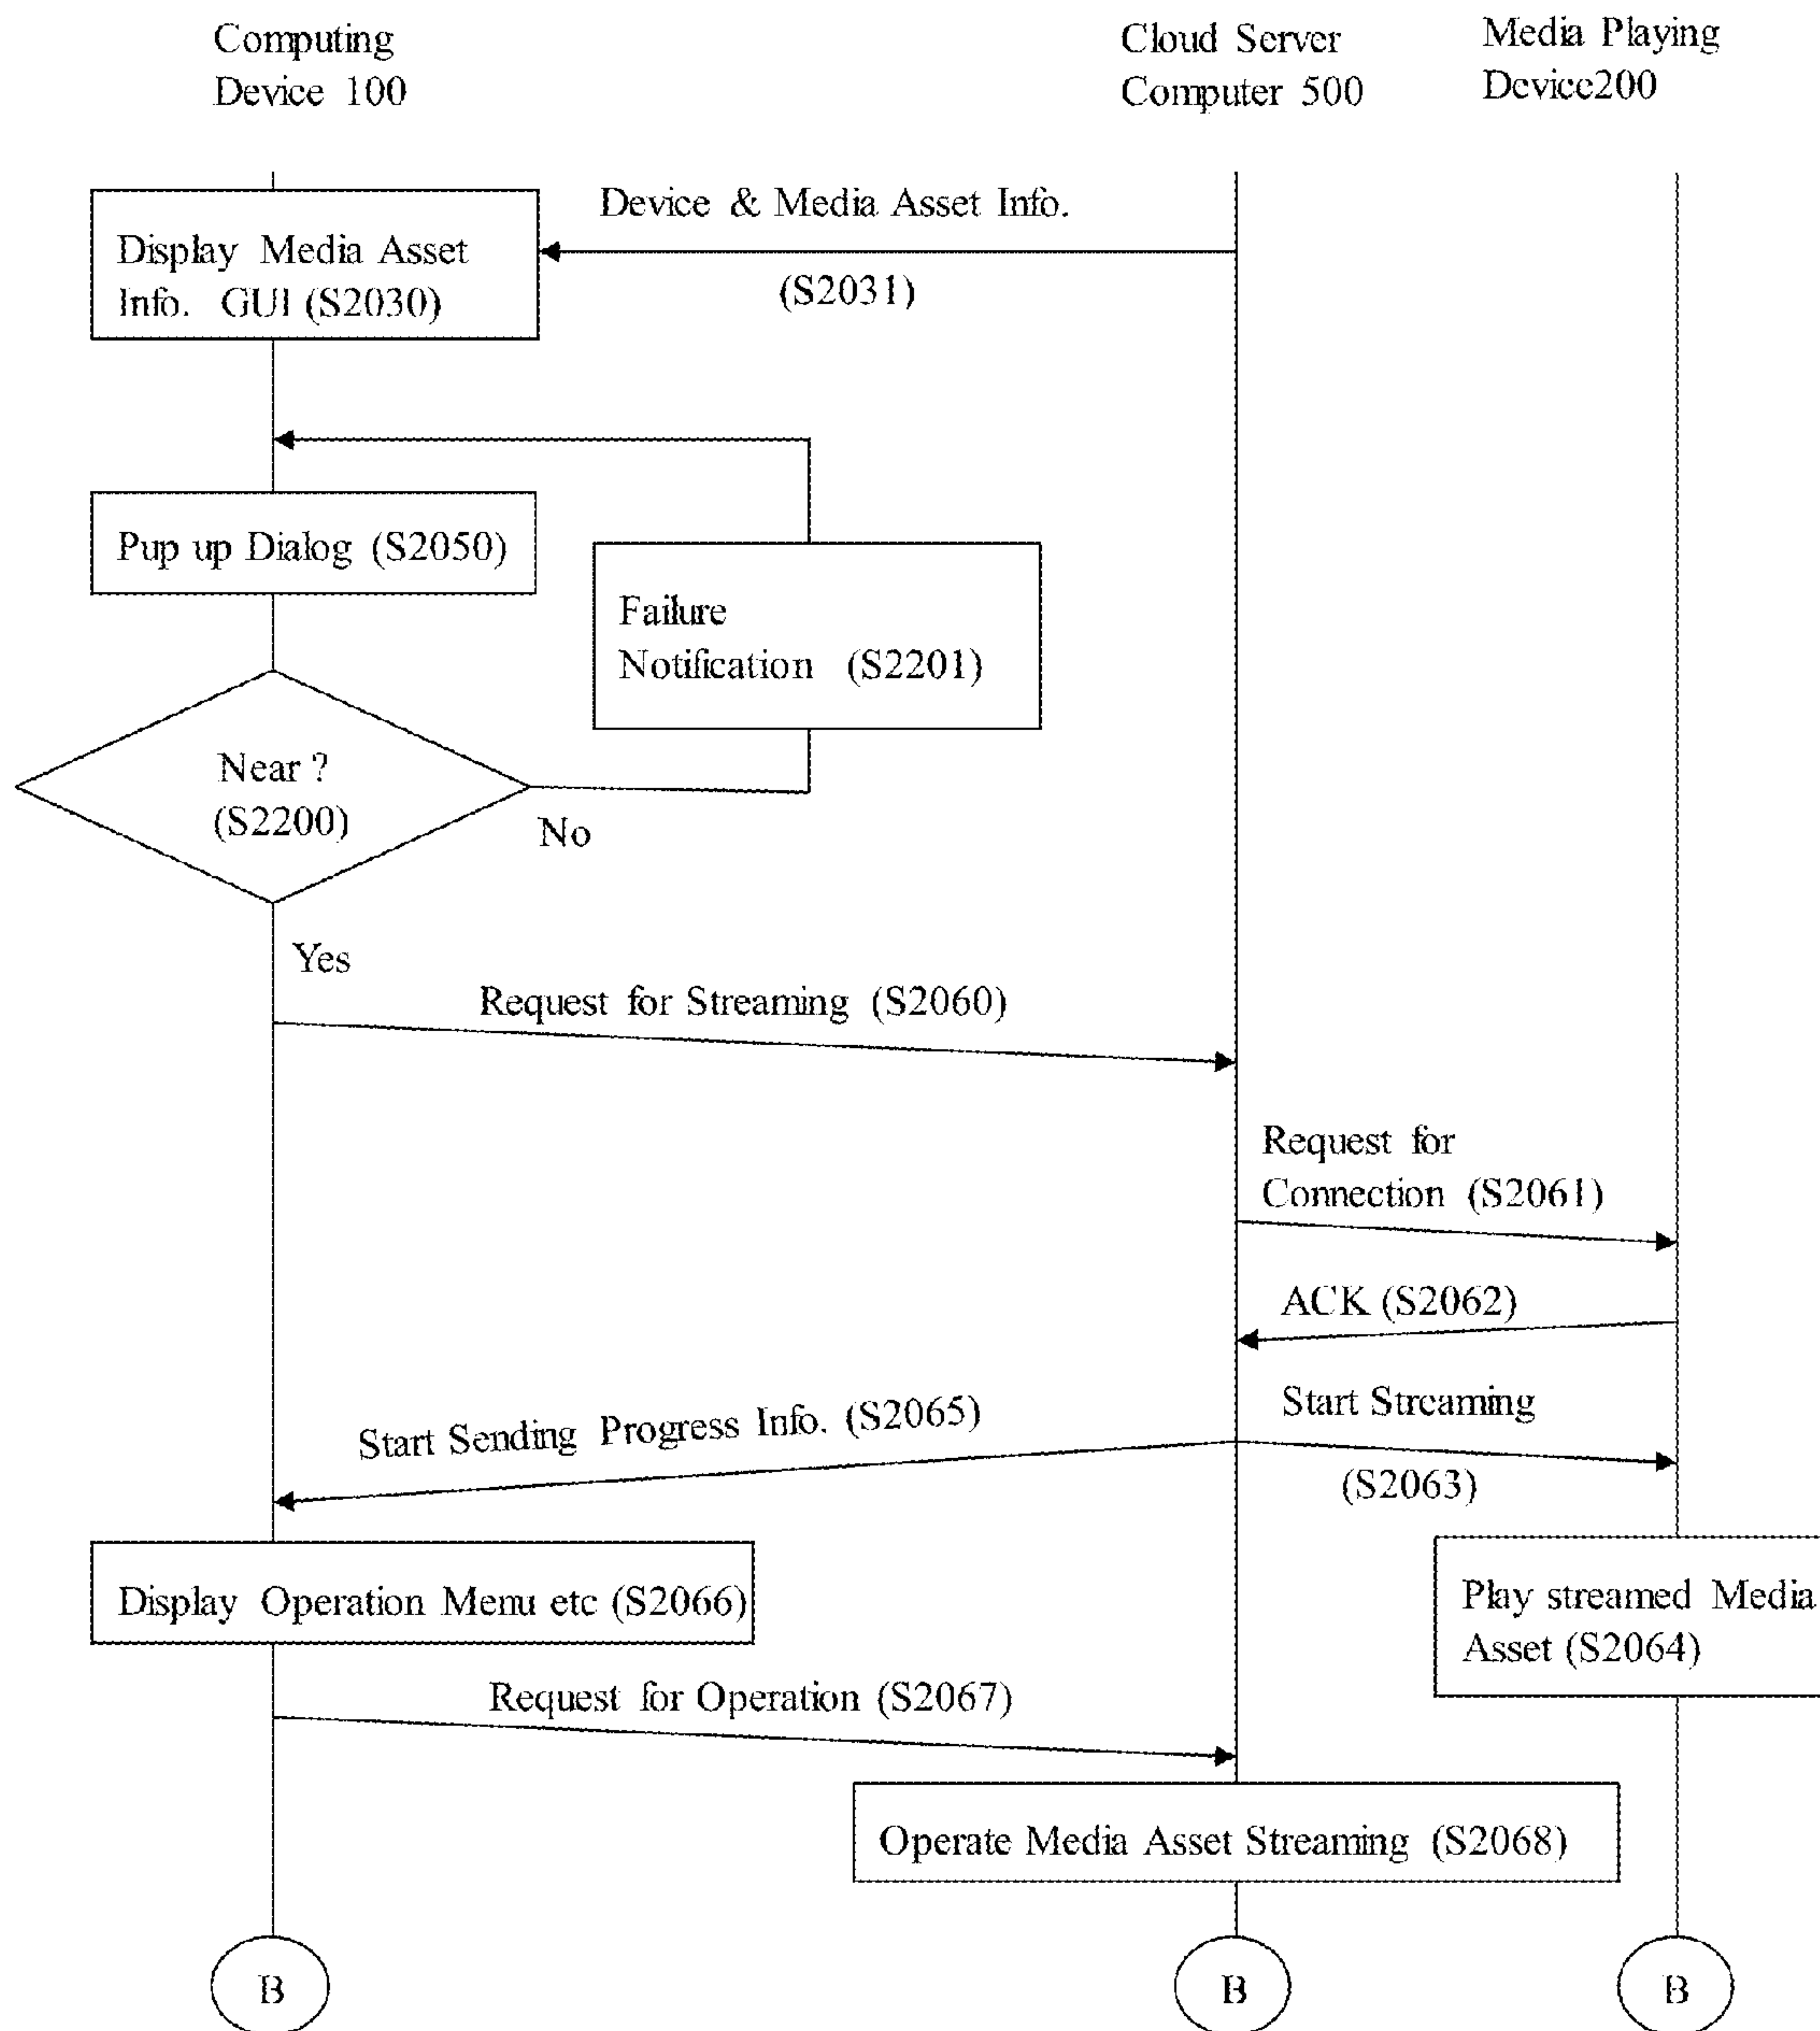 Computing
Device 100
Cloud Server
Computer 500
Media Playing
Device200
Device & Media Asset Info.
(S2031)
Display Media Asset
Info. GUI (S2030)
Pup up Dialog (S2050)
Failure
Notification (S2201)
Near ?
(S2200)
No
Yes
Request for Streaming (S2060)
Request for
Connection (S2061)
ACK (S2062)
Start Sending Progress Info. (S2065)
Start Streaming
(S2063)
Display Operation Menu etc (S2066)
Play streamed Media
Asset (S2064)
Request for Operation (S2067)
Operate Media Asset Streaming (S2068)
B
B
B